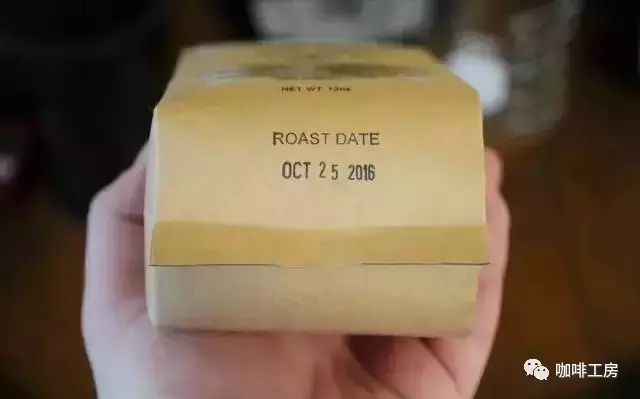 NET WT 12oz
ROAST DATE
OCT 25 2016
咖啡工房